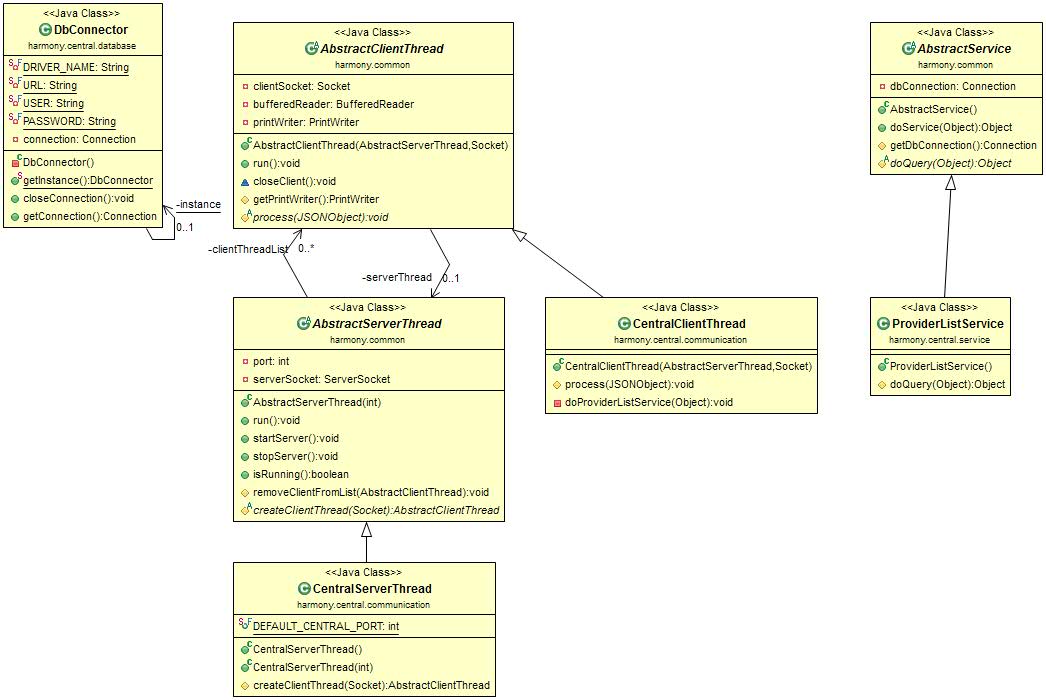 <<Java Class>>
DbConnector
harmony.central.database
DRIVER_NAME: String
URL: String
USER: String
PASSWORD: String
connection: Connection
DbConnector()
getInstance():DbConnector
closeConnection():void
getConnection():Connection
-instance
0..1
<<Java Class>>
AbstractClientThread
harmony.common
clientSocket: Socket
bufferedReader: BufferedReader
printWriter: PrintWriter
AbstractClientThread(AbstractServerThread,Socket)
run():void
closeClient():void
getPrintWriter():PrintWriter
process(JSONObject):void
-clientThreadList
0..*
-serverThread
0..1
<<Java Class>>
AbstractService
harmony.common
dbConnection: Connection
AbstractService()
doService(Object):Object
getDbConnection():Connection
doQuery(Object):Object
<<Java Class>>
AbstractServerThread
harmony.common
port: int
serverSocket: ServerSocket
AbstractServerThread(int)
run():void
startServer():void
stopServer():void
isRunning():boolean
removeClientFromList(AbstractClientThread):void
createClientThread(Socket):AbstractClientThread
<<Java Class>>
CentralClientThread
harmony.central.communication
CentralClientThread(AbstractServerThread,Socket)
process(JSONObject):void
doProviderListService(Object):void
<<Java Class>>
ProviderListService
harmony.central.service
ProviderListService()
doQuery(Object):Object
<<Java Class>>
CentralServerThread
harmony.central.communication
DEFAULT_CENTRAL_PORT: int
CentralServerThread()
CentralServerThread(int)
createClientThread(Socket):AbstractClientThread